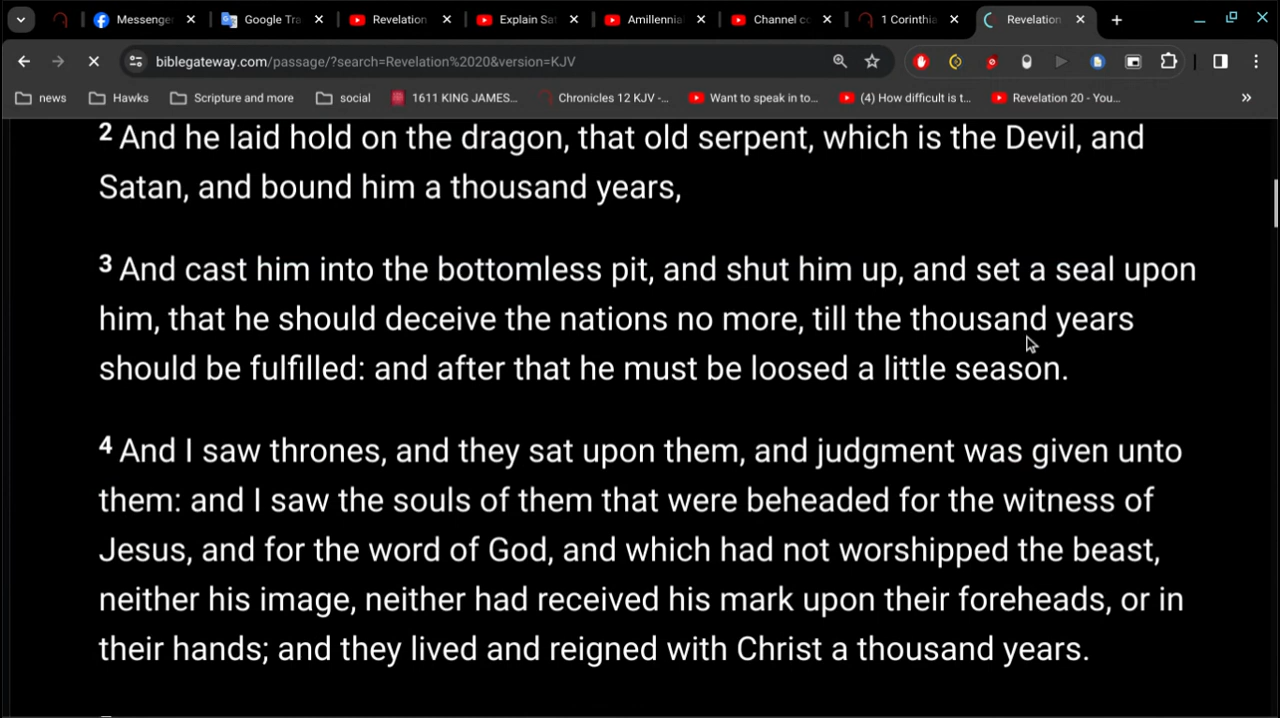 Messenger
Google Tra
Revelation
Explain Sat
Amillennia
Channel co
1 Corinthia
Revelation
biblegateway.com/passage/?search=Revelation%2020&version=KJV
news
Hawks
Scripture and more
social
1611 KING JAMES...
Chronicles 12 KJV -...
Want to speak in to...
(4) How difficult is t...
Revelation 20 - You...
2 And he laid hold on the dragon, that old serpent, which is the Devil, and
Satan, and bound him a thousand years,
3 And cast him into the bottomless pit, and shut him up, and set a seal upon
him, that he should deceive the nations no more, till the thousand years
should be fulfilled: and after that he must be loosed a little season.
4 And I saw thrones, and they sat upon them, and judgment was given unto
them: and I saw the souls of them that were beheaded for the witness of
Jesus, and for the word of God, and which had not worshipped the beast,
neither his image, neither had received his mark upon their foreheads, or in
their hands; and they lived and reigned with Christ a thousand years.